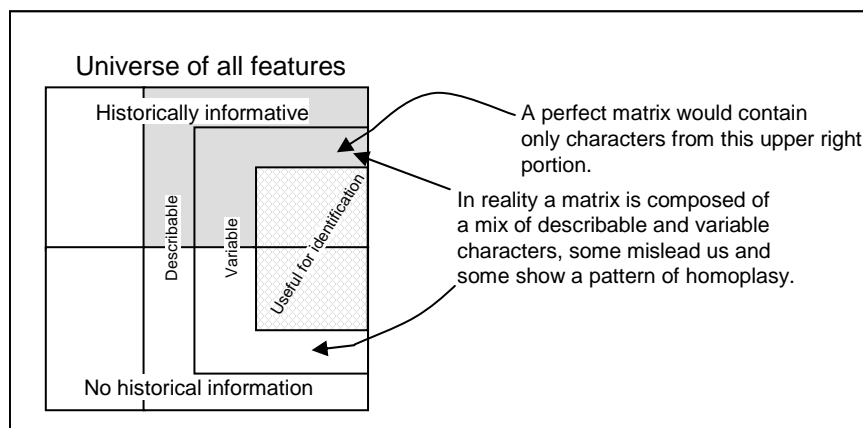 Universe of all features
Historically informative
Describable
Variable
Useful for identification
No historical information
A perfect matrix would contain
only characters from this upper right
portion.
In reality a matrix is composed of
a mix of describable and variable
characters, some mislead us and
some show a pattern of homoplasy.